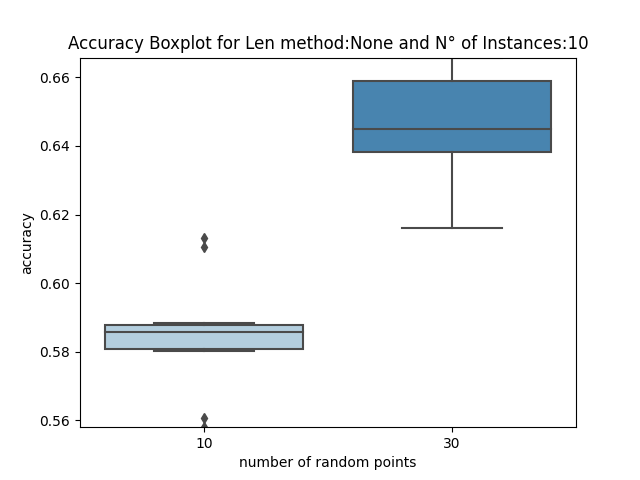 Accuracy Boxplot for Len method:None and N° of Instances:10
0.66
0.64
0.62
0.60
0.58
0.56
accuracy
10 30
number of random points